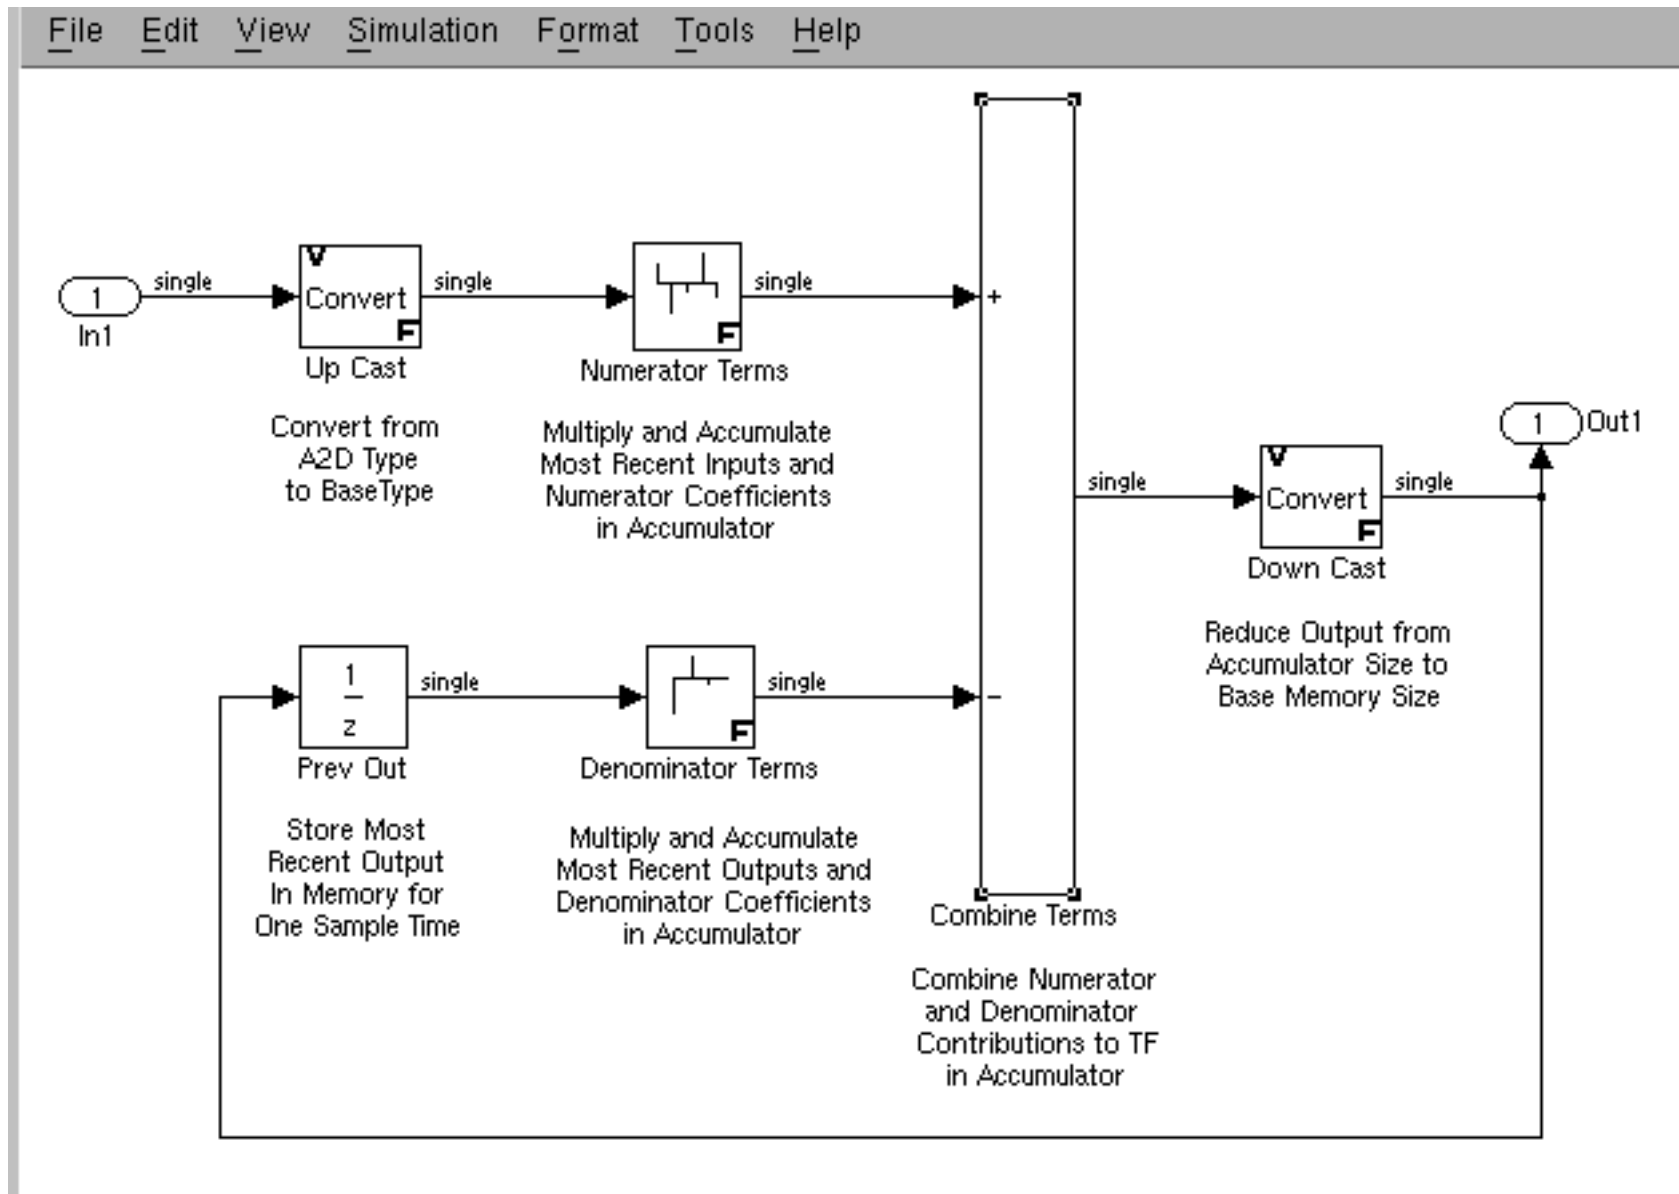 File Edit View Simulation Format Tools Help
1
In1
single
V
Convert
F
Up Cast
Convert from
A2D Type
to BaseType
single
F
Numerator Terms
Multiply and Accumulate
Most Recent Inputs and
Numerator Coefficients
in Accumulator
single
+
1
z
Prev Out
Store Most
Recent Output
In Memory for
One Sample Time
single
F
Denominator Terms
Multiply and Accumulate
Most Recent Outputs and
Denominator Coefficients
in Accumulator
single
−
Combine Terms
Combine Numerator
and Denominator
Contributions to TF
in Accumulator
single
V
Convert
F
Down Cast
Reduce Output from
Accumulator Size to
Base Memory Size
single
1
Out1